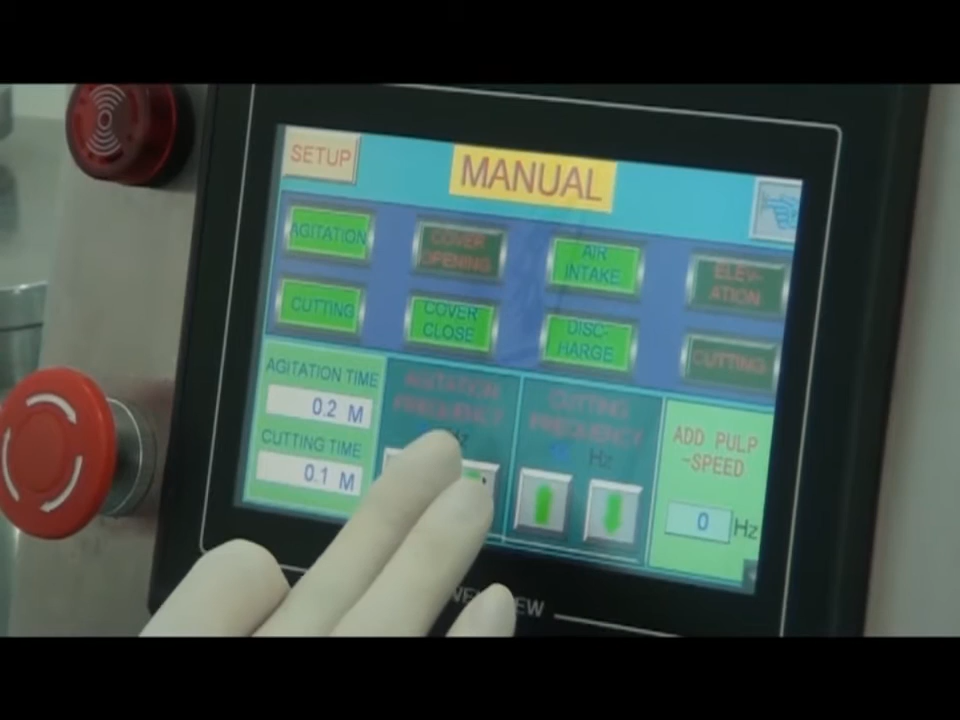 SETUP
MANUAL
AGITATION
COVER
OPENING
AIR
INTAKE
ELEV-
ATION
CUTTING
COVER
CLOSE
DISC-
HARGE
CUTTING
AGITATION TIME
0.2 M
CUTTING TIME
0.1 M
AGITATION
FREQUENCY
Hz
CUTTING
FREQUENCY
Hz
ADD PULP
-SPEED
0 Hz